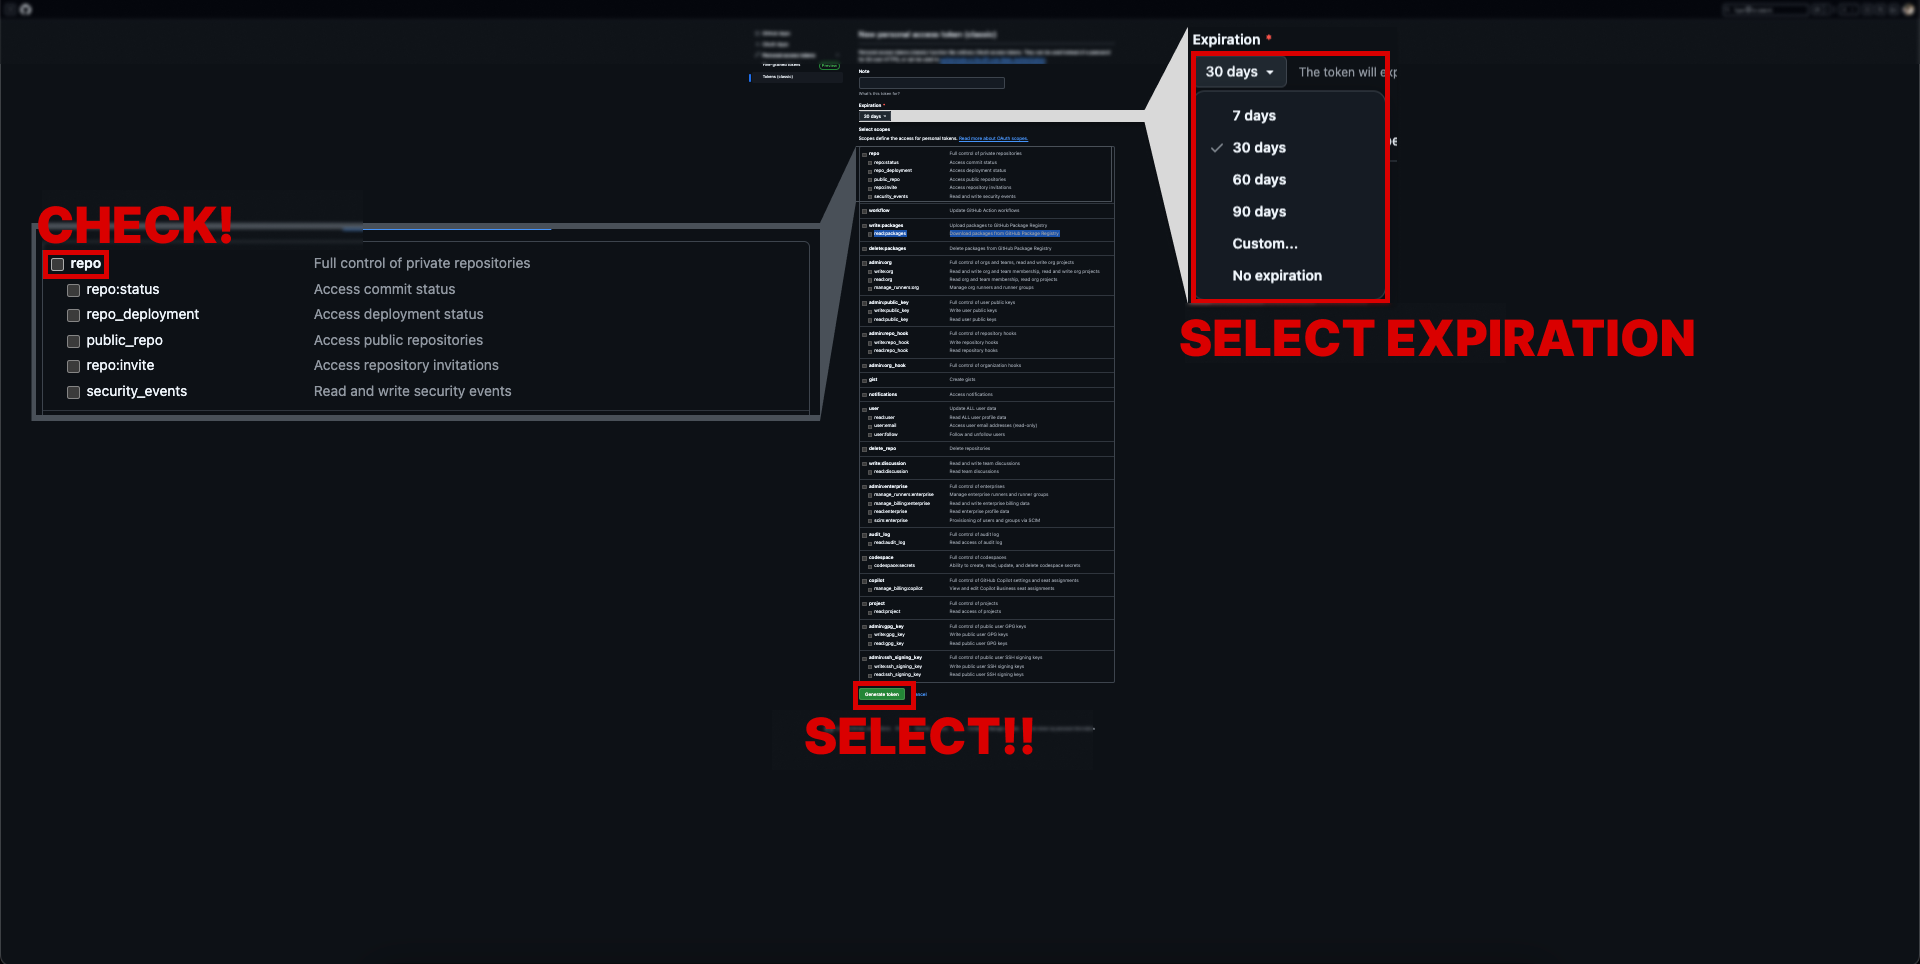 New personal access token (classic)
Fine-grained tokens
Preview
Tokens (classic)
Note
What's this token for?
Expiration *
30 days
Select scopes
Scopes define the access for personal tokens. Read more about OAuth scopes.
repo Full control of private repositories
repo:status Access commit status
repo_deployment Access deployment status
public_repo Access public repositories
repo:invite Access repository invitations
security_events Read and write security events
workflow Update GitHub Action workflows
write:packages Upload packages to GitHub Package Registry
read:packages Download packages from GitHub Package Registry
delete:packages Delete packages from GitHub Package Registry
admin:org Full control of orgs and teams, read and write org projects
write:org Read and write org and team membership, read and write org projects
read:org Read org and team membership, read org projects
manage_runners:org Manage org runners and runner groups
admin:public_key Full control of user public keys
write:public_key Write user public keys
read:public_key Read user public keys
admin:repo_hook Full control of repository hooks
write:repo_hook Write repository hooks
read:repo_hook Read repository hooks
admin:org_hook Full control of organization hooks
gist Create gists
notifications Access notifications
user Update ALL user data
read:user Read ALL user profile data
user:email Access user email addresses (read-only)
user:follow Follow and unfollow users
delete_repo Delete repositories
write:discussion Read and write team discussions
read:discussion Read team discussions
admin:enterprise Full control of enterprises
manage_runners:enterprise Manage enterprise runners and runner groups
manage_billing:enterprise Read and write enterprise billing data
read:enterprise Read enterprise profile data
scim:enterprise Provisioning of users and groups via SCIM
audit_log Full control of audit log
read:audit_log Read access of audit log
codespace Full control of codespaces
codespace:secrets Ability to create, read, update, and delete codespace secrets
copilot Full control of GitHub Copilot settings and seat assignments
manage_billing:copilot View and edit Copilot Business seat assignments
project Full control of projects
read:project Read access of projects
admin:gpg_key Full control of public user GPG keys
write:gpg_key Write public user GPG keys
read:gpg_key Read public user GPG keys
admin:ssh_signing_key Full control of public user SSH signing keys
write:ssh_signing_key Write public user SSH signing keys
read:ssh_signing_key Read public user SSH signing keys
Generate token
SELECT!!
CHECK!
repo Full control of private repositories
repo:status Access commit status
repo_deployment Access deployment status
public_repo Access public repositories
repo:invite Access repository invitations
security_events Read and write security events
Expiration *
30 days The token will exp
7 days
30 days
60 days
90 days
Custom...
No expiration
SELECT EXPIRATION